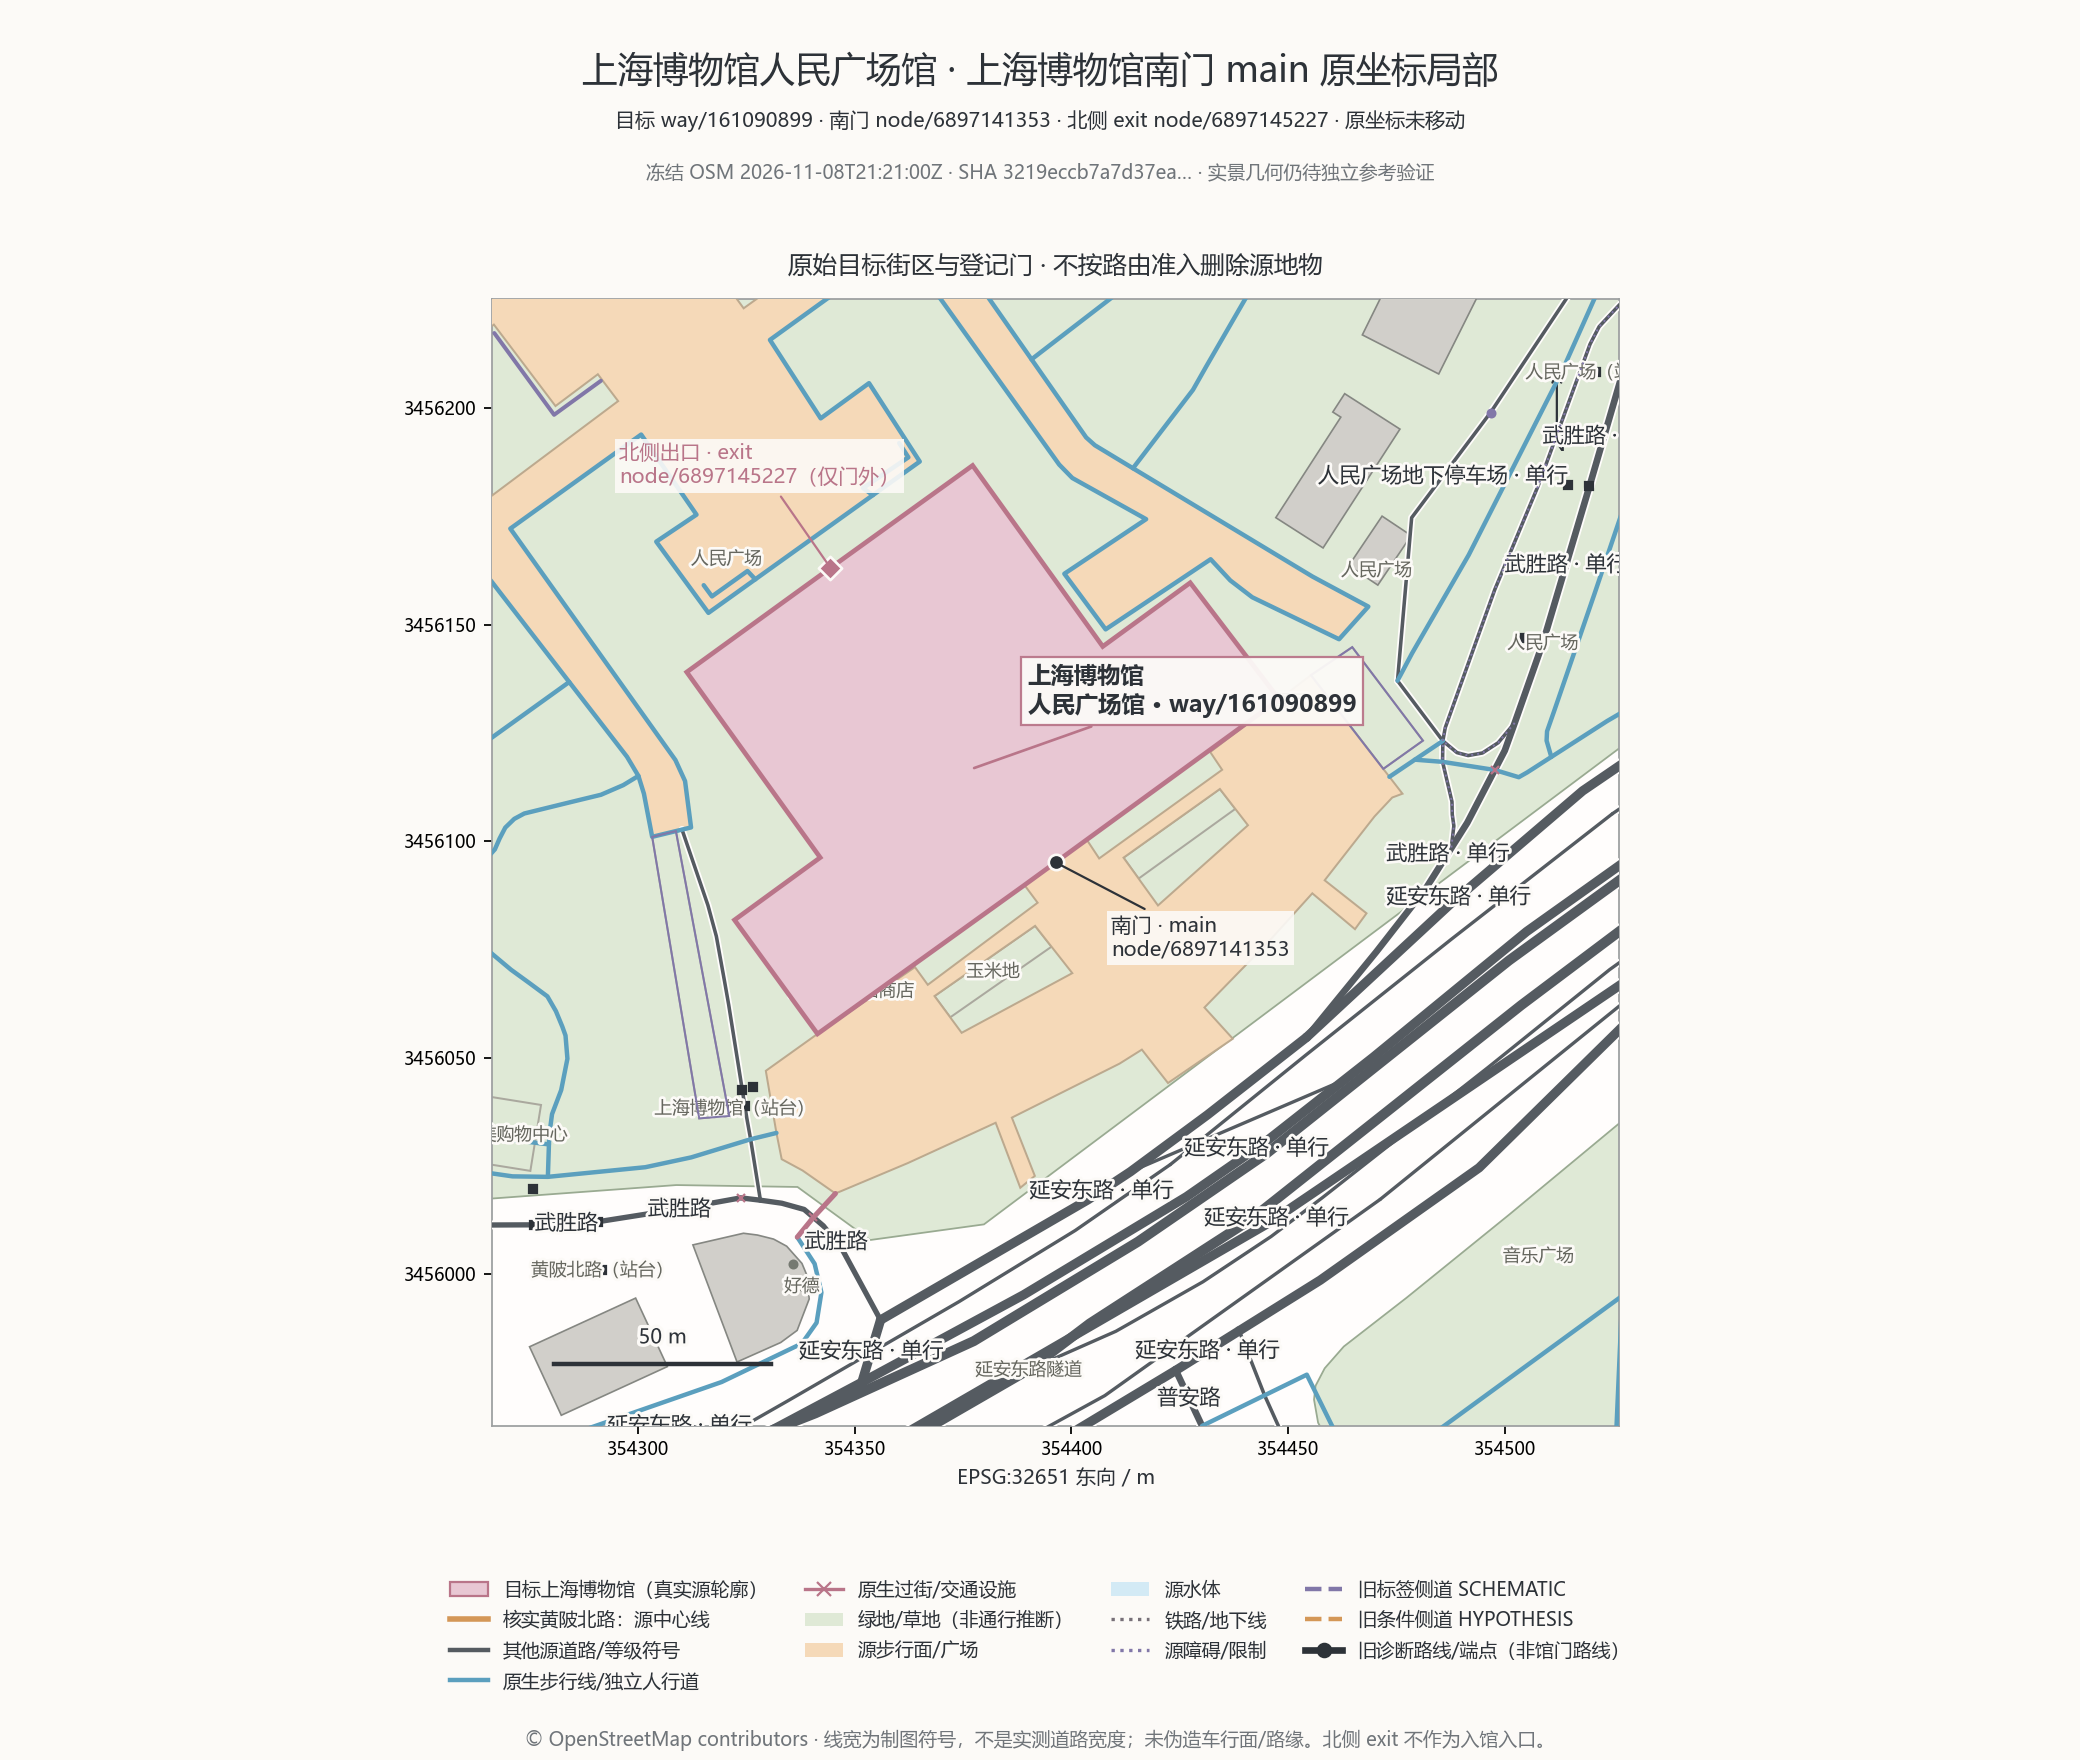 上海博物馆人民广场馆 · 上海博物馆南门 main 原坐标局部
目标 way/161090899 · 南门 node/6897141353 · 北侧 exit node/6897145227 · 原坐标未移动
冻结 OSM 2026-11-08T21:21:00Z · SHA 3219eccb7a7d37ea... · 实景几何仍待独立参考验证
原始目标街区与登记门 · 不按路由准入删除源地物
人民广场（站
3456200
武胜路 ·
北侧出口 · exit
node/6897145227（仅门外）
人民广场地下停车场 · 单行
人民广场
人民广场
武胜路 · 单行
3456150
人民广场
上海博物馆
人民广场馆 • way/161090899
3456100
武胜路 · 单行
延安东路 · 单行
南门 · main
node/6897141353
玉米地
商店
3456050
上海博物馆（站台）
购物中心
延安东路 · 单行
延安东路 · 单行
武胜路
武胜路
延安东路 · 单行
武胜路
音乐广场
3456000
黄陂北路（站台）
好德
50 m
延安东路 · 单行
延安东路 · 单行
延安东路隧道
普安路
延安东路 · 单行
354300
354350
354400
354450
354500
EPSG:32651 东向 / m
目标上海博物馆（真实源轮廓）
核实黄陂北路：源中心线
其他源道路/等级符号
原生步行线/独立人行道
原生过街/交通设施
绿地/草地（非通行推断）
源步行面/广场
源水体
铁路/地下线
源障碍/限制
旧标签侧道 SCHEMATIC
旧条件侧道 HYPOTHESIS
旧诊断路线/端点（非馆门路线）
© OpenStreetMap contributors · 线宽为制图符号，不是实测道路宽度；未伪造车行面/路缘。北侧 exit 不作为入馆入口。